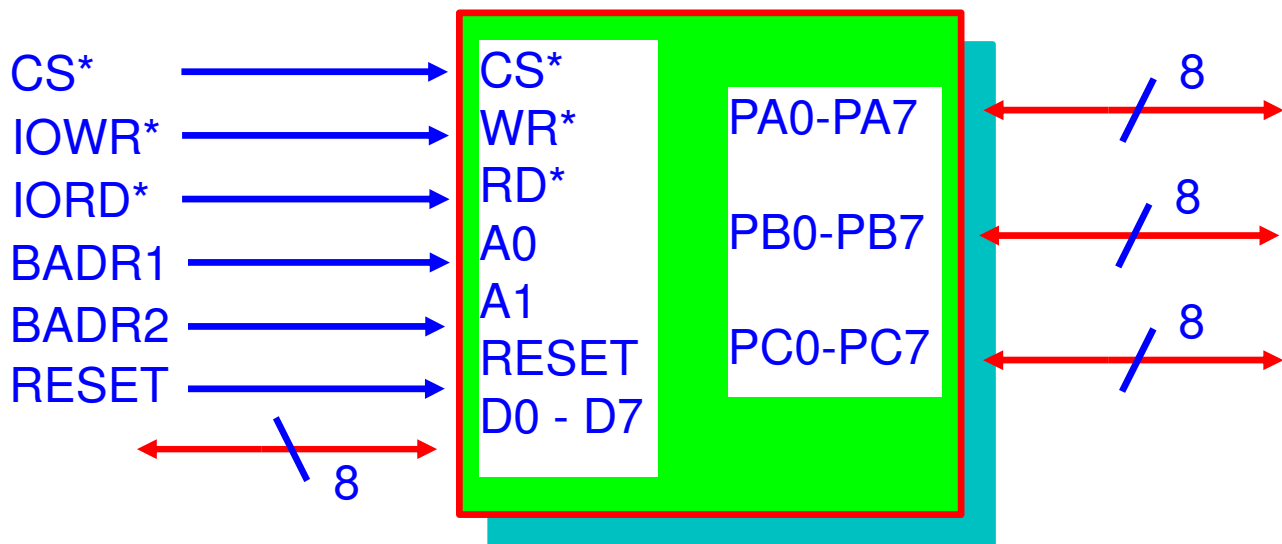 CS*
IOWR*
IORD*
BADR1
BADR2
RESET
8
CS*
WR*
RD*
A0
A1
RESET
D0 - D7
PA0-PA7
PB0-PB7
PC0-PC7
8
8
8